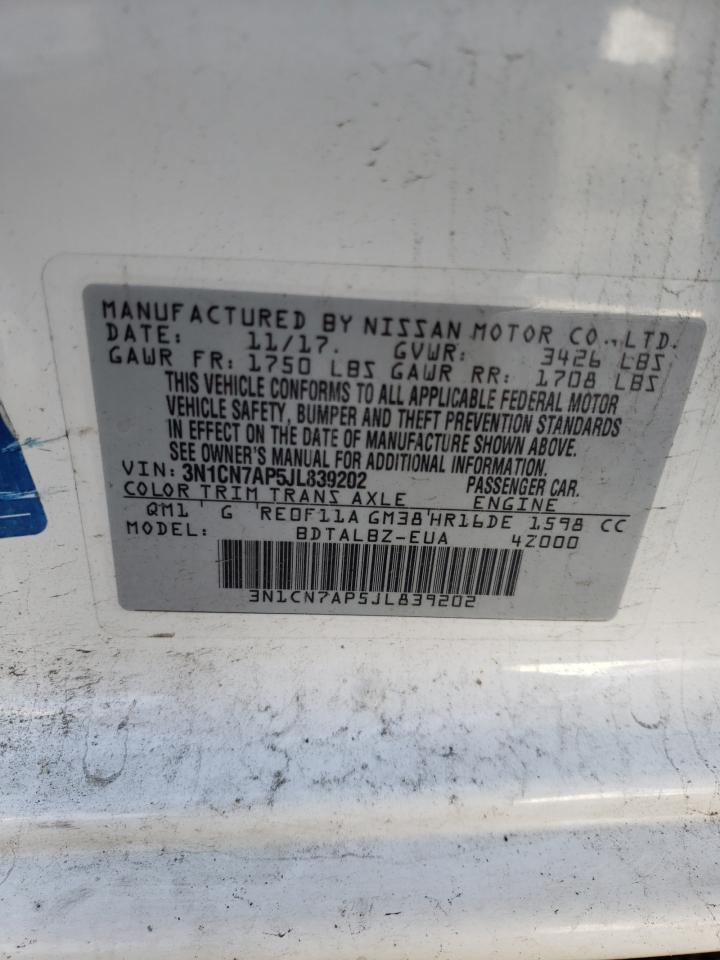 MANUFACTURED BY NISSAN MOTOR CO., LTD.
DATE: 11/17. GVWR: 3426 LBS
GAWR FR: 1750 LBS GAWR RR: 1708 LBS
THIS VEHICLE CONFORMS TO ALL APPLICABLE FEDERAL MOTOR
VEHICLE SAFETY, BUMPER AND THEFT PREVENTION STANDARDS
IN EFFECT ON THE DATE OF MANUFACTURE SHOWN ABOVE.
SEE OWNER'S MANUAL FOR ADDITIONAL INFORMATION.
VIN: 3N1CN7AP5JL839202 PASSENGER CAR.
COLOR TRIM TRANS AXLE ENGINE
QM1 G RE0F11A GM38 HR16DE 1598 CC
MODEL: BDTALBZ-EUA 4Z000
3N1CN7AP5JL839202